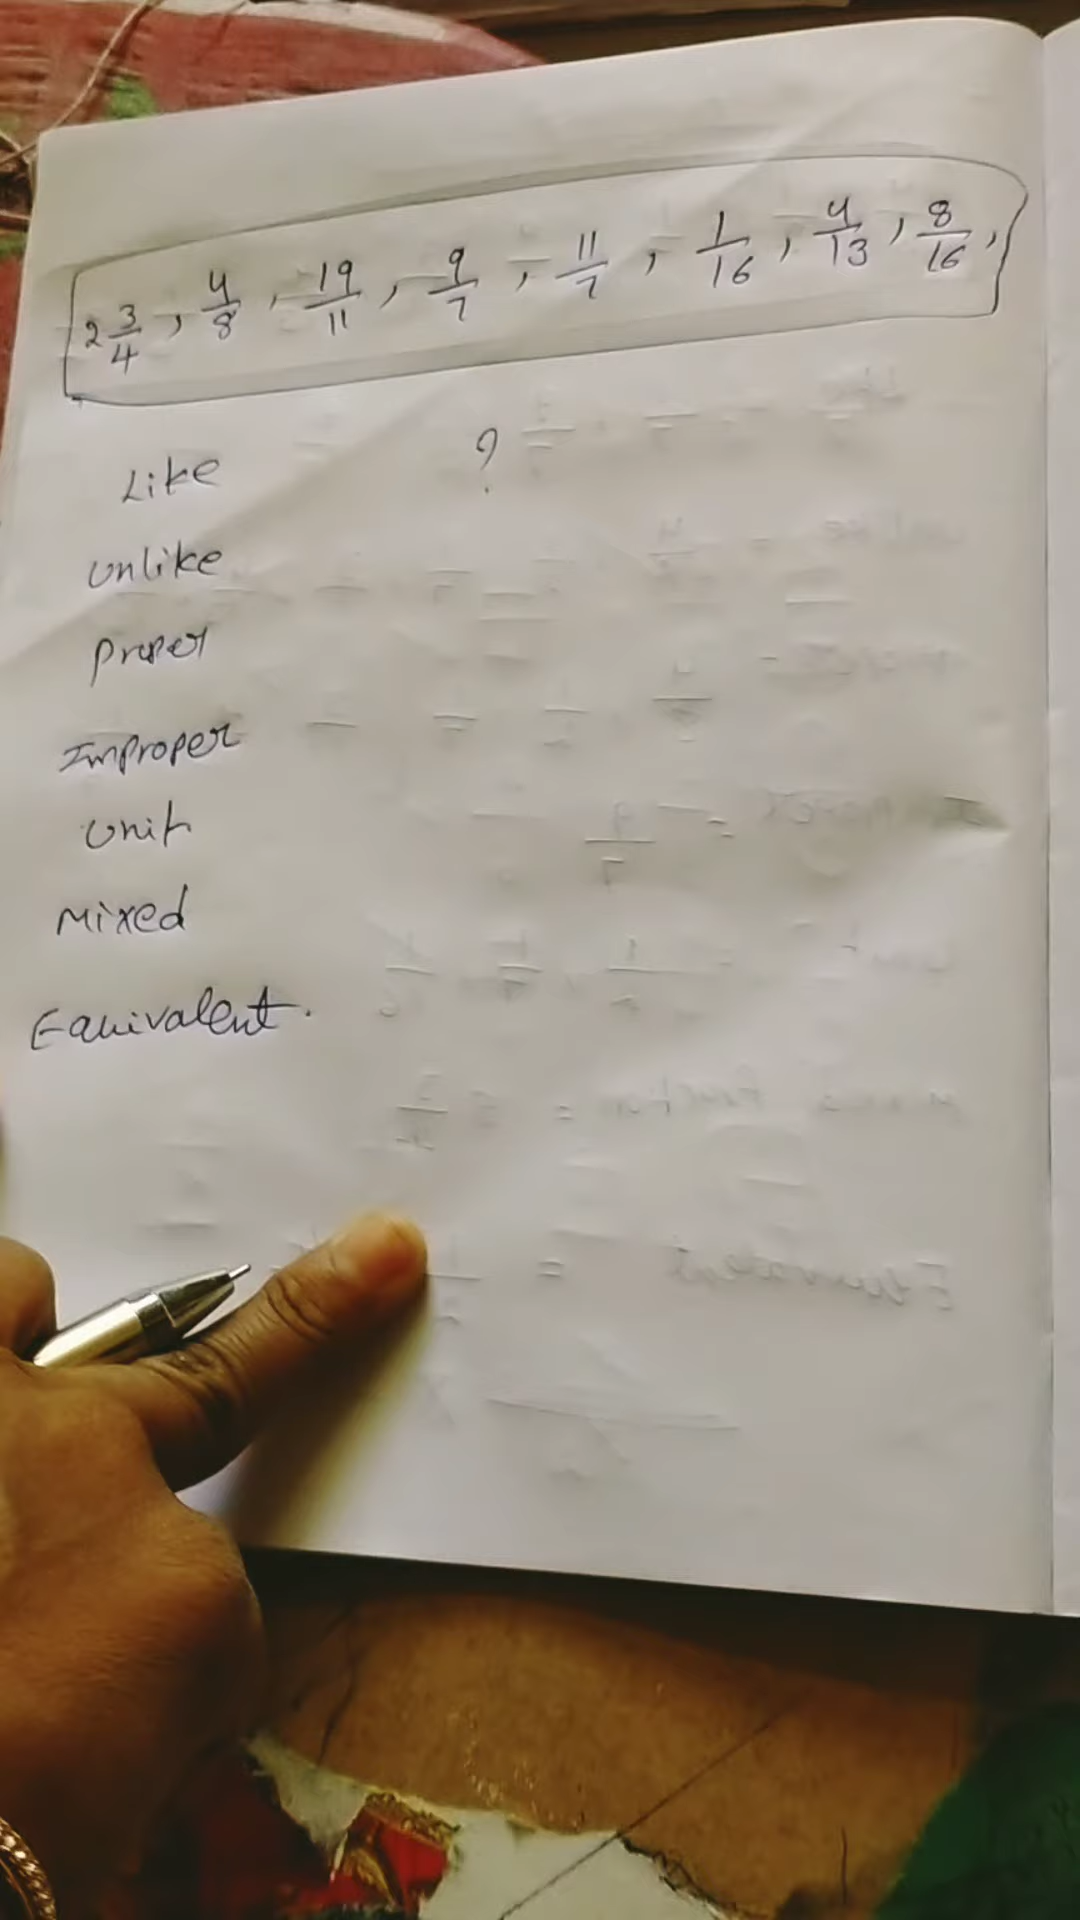 2 3/4, 4/8, 19/11, 9/7, 11/7, 1/16, 4/13, 8/16,
Like ?
Unlike
Proper
Improper
Unit
Mixed
Equivalent.